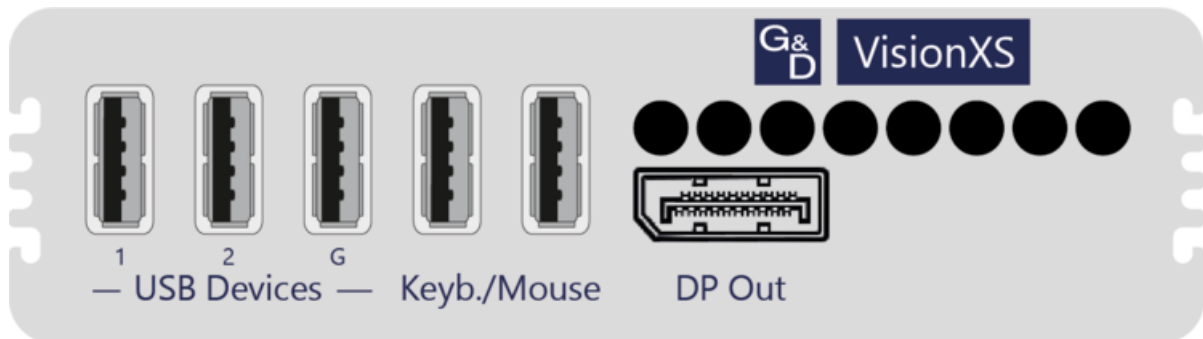 G&D VisionXS
1 2 G
— USB Devices — Keyb./Mouse DP Out